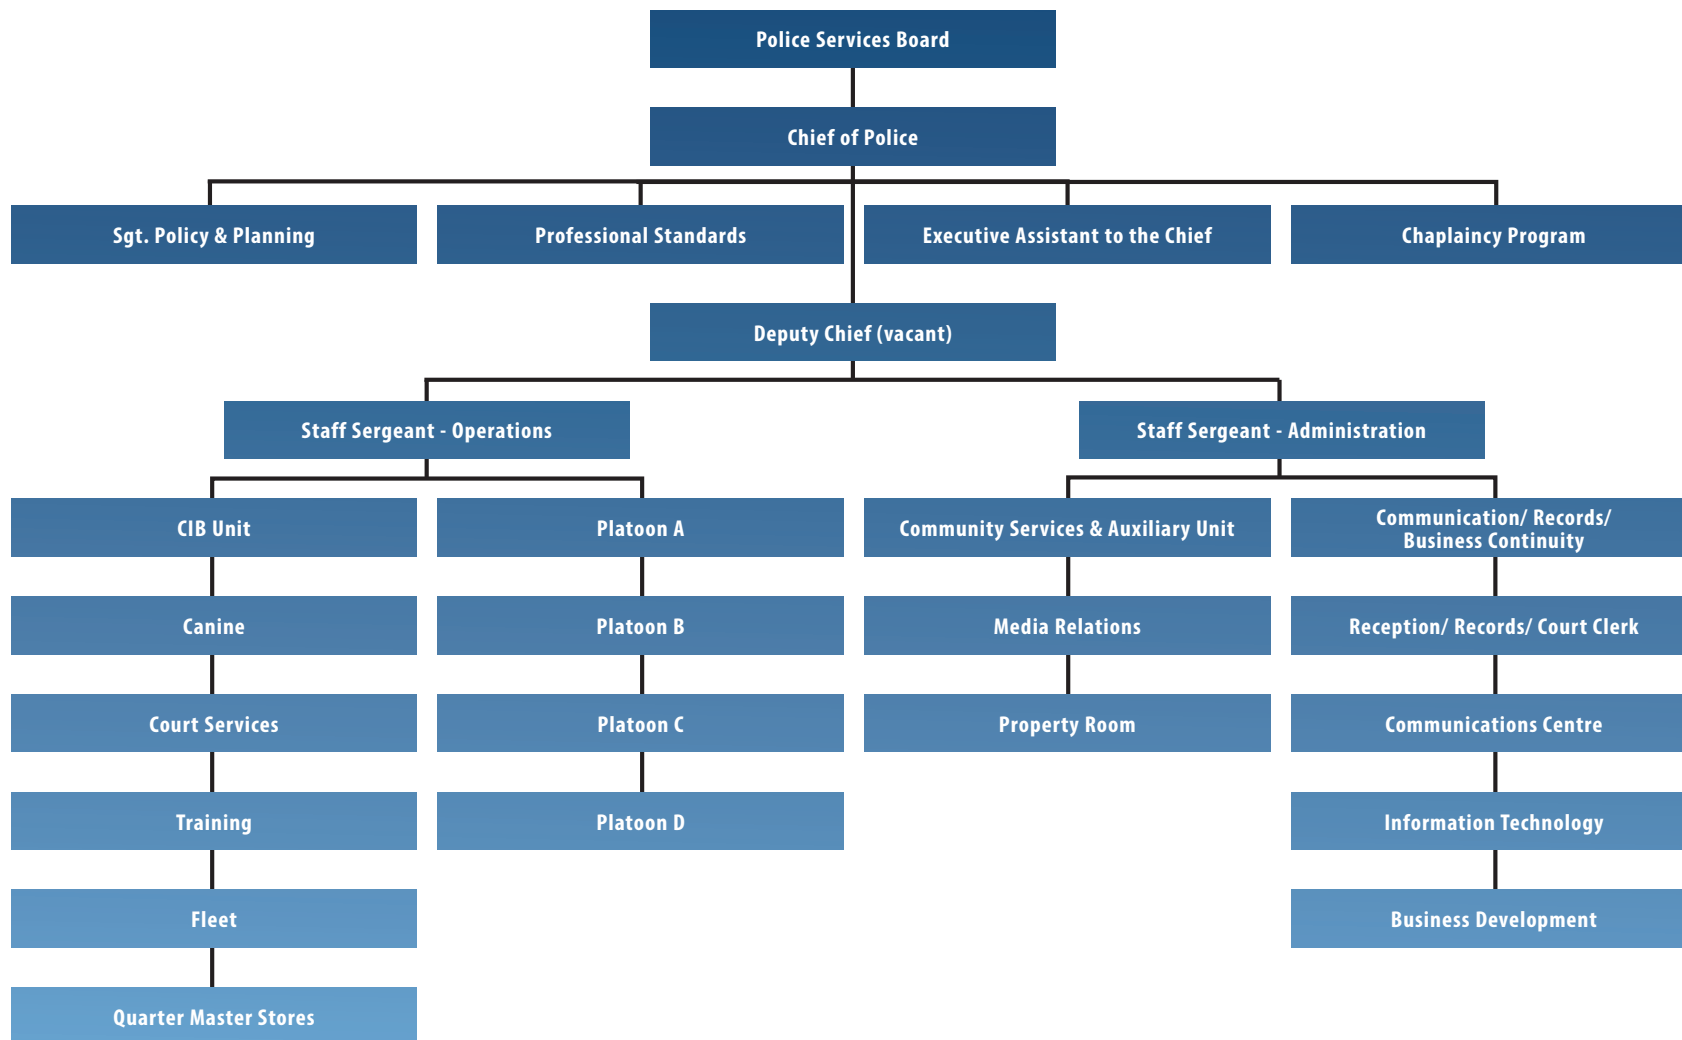 Police Services Board
Chief of Police
Sgt. Policy & Planning
Professional Standards
Executive Assistant to the Chief
Chaplaincy Program
Deputy Chief (vacant)
Staff Sergeant - Operations
Staff Sergeant - Administration
CIB Unit
Platoon A
Community Services & Auxiliary Unit
Communication/ Records/
Business Continuity
Canine
Platoon B
Media Relations
Reception/ Records/ Court Clerk
Court Services
Platoon C
Property Room
Communications Centre
Training
Platoon D
Information Technology
Fleet
Business Development
Quarter Master Stores